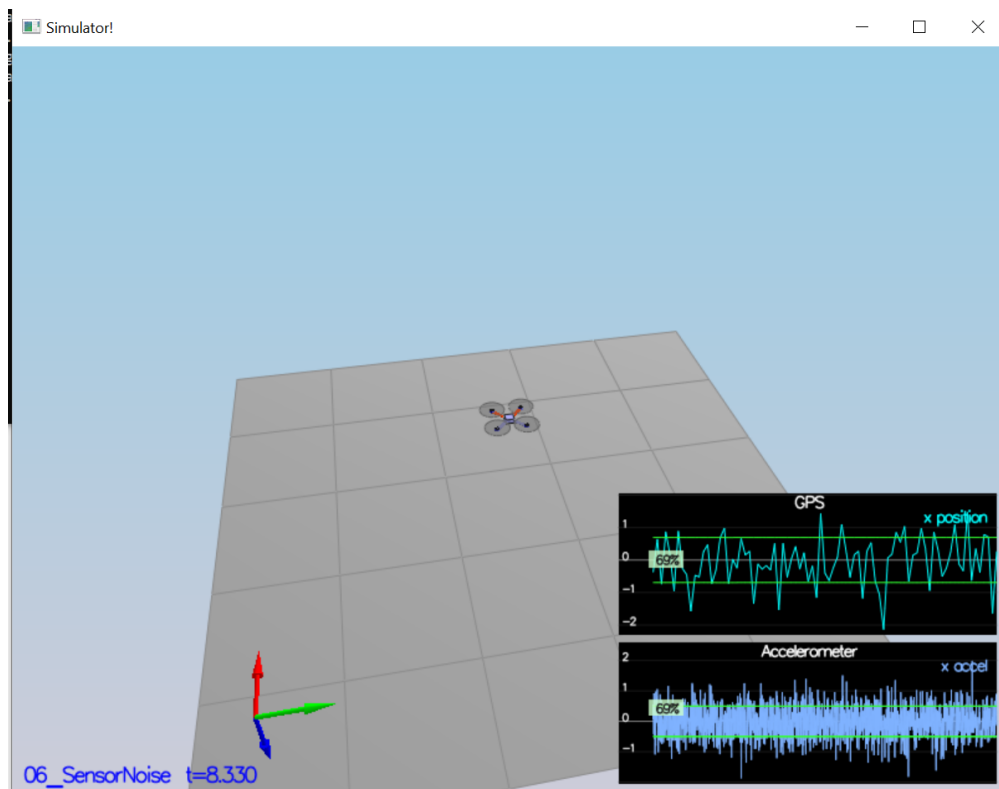 Simulator!
GPS
x position
1
0
69%
-1
-2
Accelerometer
2
x accel
1
69%
0
-1
06_SensorNoise t=8.330